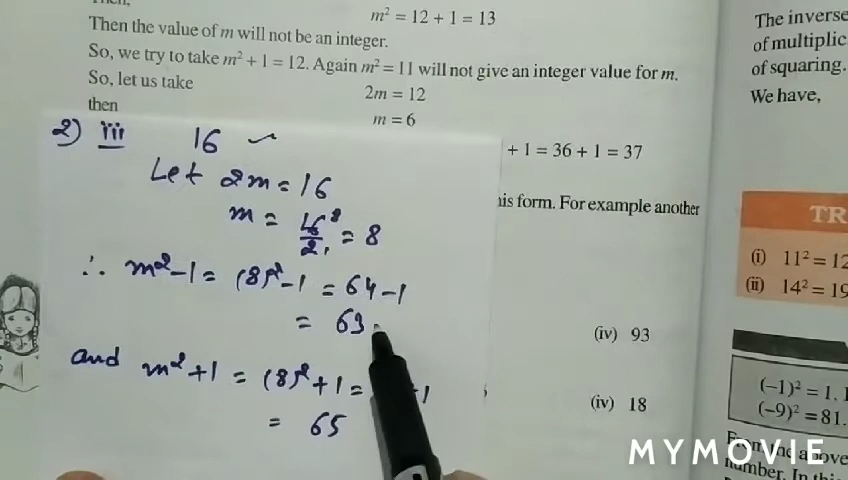 m² = 12 + 1 = 13
Then the value of m will not be an integer.
So, we try to take m² + 1 = 12. Again m² = 11 will not give an integer value for m.
So, let us take
2m = 12
then
m = 6
+ 1 = 36 + 1 = 37
his form. For example another
(iv) 93
(iv) 18
2) iii 16
Let 2m = 16
m = 16/2 = 8
∴ m²-1 = (8)²-1 = 64-1
= 63
and m²+1 = (8)²+1 =
= 65
The inverse
of multiplic
of squaring.
We have,
TR
(i) 11² = 12
(ii) 14² = 19
(-1)² = 1.
(-9)² = 81.
From the above
number. In this
MYMOVIE